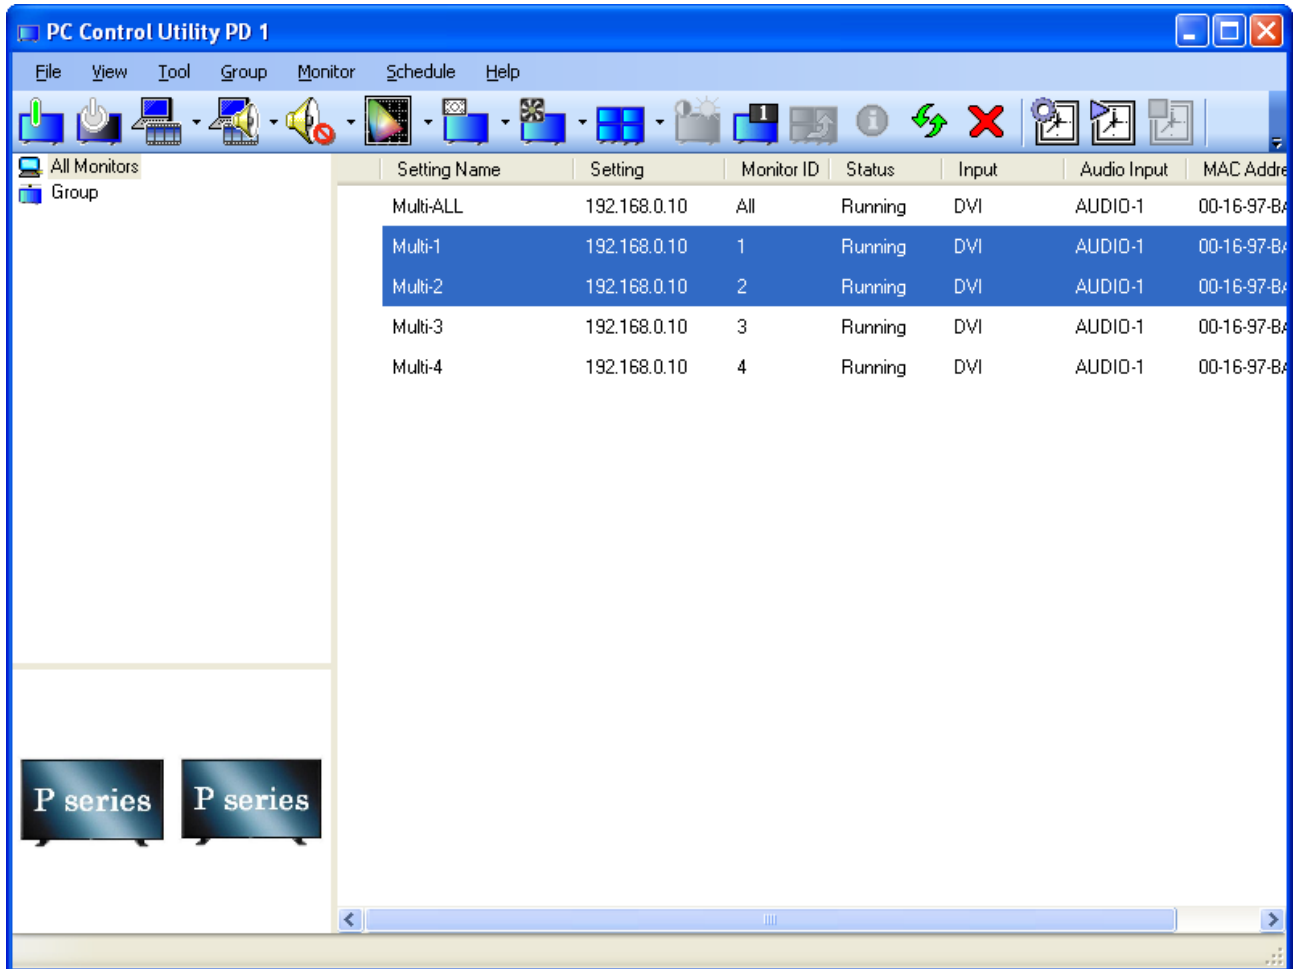 PC Control Utility PD 1
File View Tool Group Monitor Schedule Help
1
All Monitors
Group
Setting Name Setting Monitor ID Status Input Audio Input MAC Addre
Multi-ALL 192.168.0.10 All Running DVI AUDIO-1 00-16-97-BA
Multi-1 192.168.0.10 1 Running DVI AUDIO-1 00-16-97-BA
Multi-2 192.168.0.10 2 Running DVI AUDIO-1 00-16-97-BA
Multi-3 192.168.0.10 3 Running DVI AUDIO-1 00-16-97-BA
Multi-4 192.168.0.10 4 Running DVI AUDIO-1 00-16-97-BA
P series P series